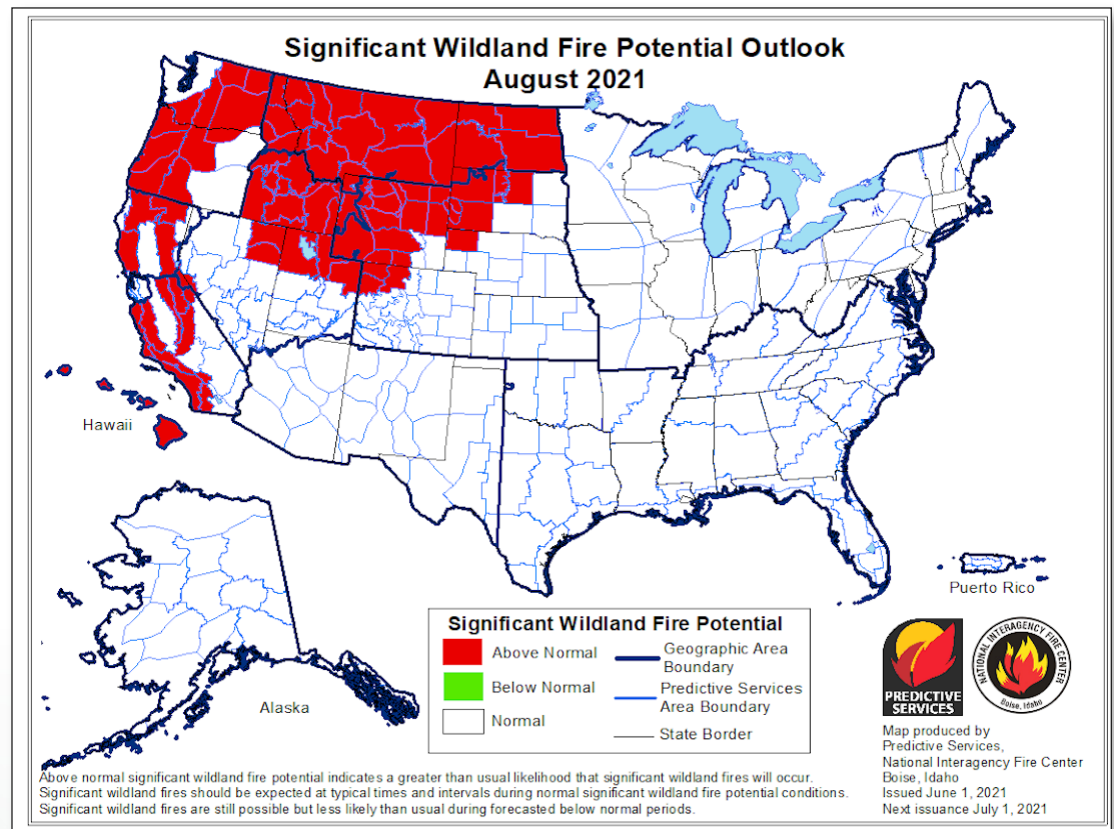 Significant Wildland Fire Potential Outlook
August 2021
Hawaii
Alaska
Puerto Rico
Significant Wildland Fire Potential
Above Normal
Below Normal
Normal
Geographic Area
Boundary
Predictive Services
Area Boundary
State Border
PREDICTIVE
SERVICES
NATIONAL INTERAGENCY FIRE CENTER
Boise, Idaho
Map produced by
Predictive Services,
National Interagency Fire Center
Boise, Idaho
Issued June 1, 2021
Next issuance July 1, 2021
Above normal significant wildland fire potential indicates a greater than usual likelihood that significant wildland fires will occur.
Significant wildland fires should be expected at typical times and intervals during normal significant wildland fire potential conditions.
Significant wildland fires are still possible but less likely than usual during forecasted below normal periods.